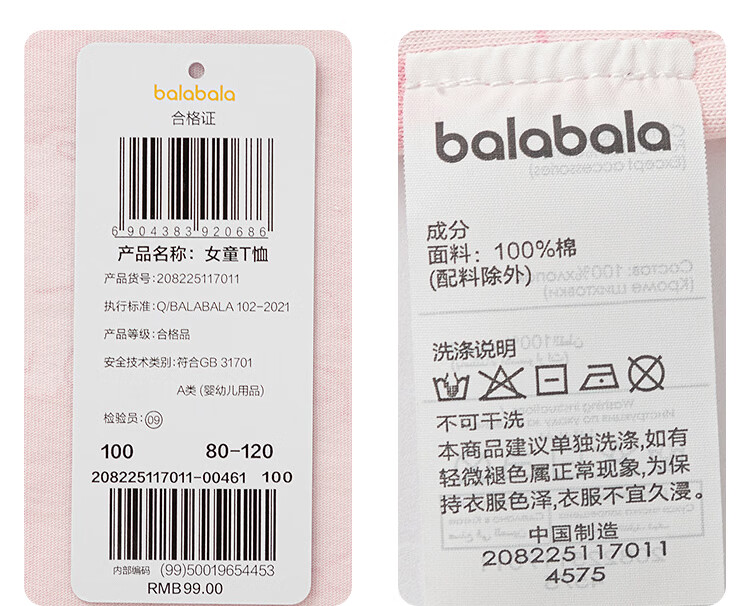 balabala
合格证
6 904383 920686
产品名称：女童T恤
产品货号：208225117011
执行标准：Q/BALABALA 102-2021
产品等级：合格品
安全技术类别：符合GB 31701
A类（婴幼儿用品）
检验员：09
100 80-120
208225117011-00461 100
内部编码 (99)50019654453
RMB99.00
balabala
成分
面料：100%棉
(配料除外)
洗涤说明
不可干洗
本商品建议单独洗涤,如有
轻微褪色属正常现象,为保
持衣服色泽,衣服不宜久浸。
中国制造
208225117011
4575